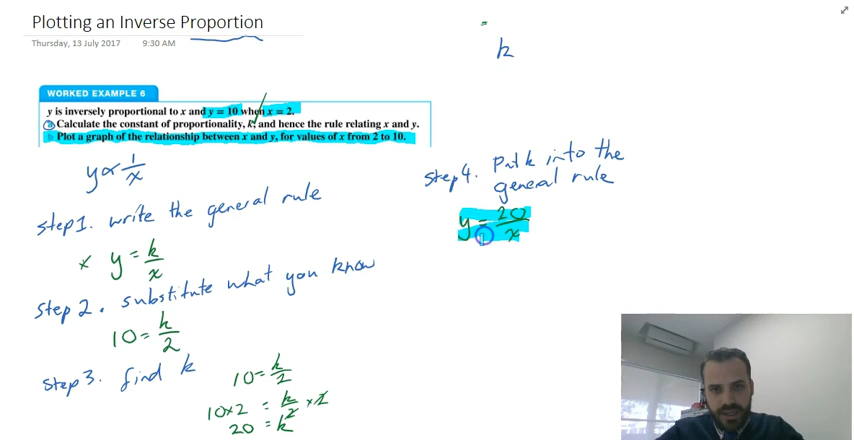 Plotting an Inverse Proportion
Thursday, 13 July 2017 9:30 AM
WORKED EXAMPLE 6
y is inversely proportional to x and y = 10 when x = 2.
a Calculate the constant of proportionality, k, and hence the rule relating x and y.
b Plot a graph of the relationship between x and y, for values of x from 2 to 10.
y ∝ 1/x
Step 1. write the general rule
× y = k/x
Step 2. substitute what you know
10 = k/2
Step 3. find k
10 = k/2
10×2 = k/2 ×2
20 = k
=
k
Step 4. Put k into the
general rule
y = 20/x